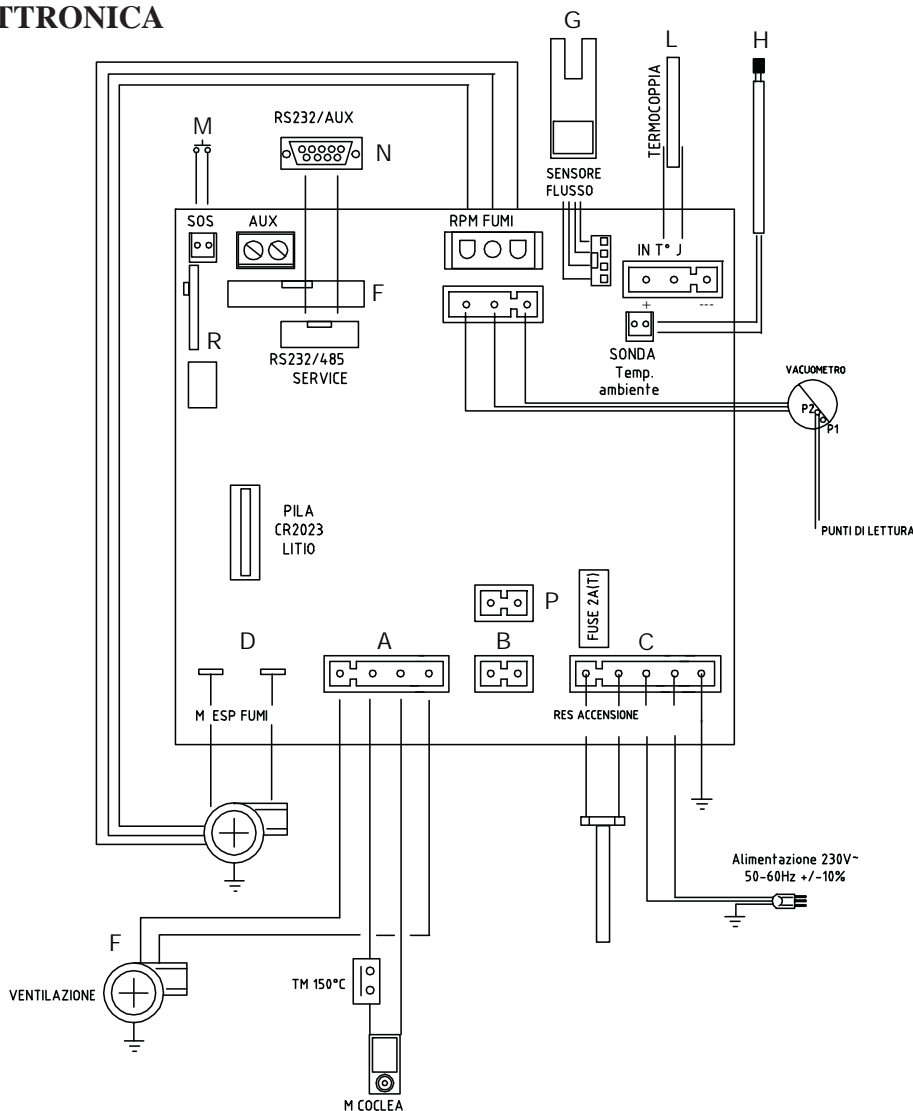 TTRONICA
G
L
H
M
RS232/AUX
N
TERMOCOPPIA
SENSORE
FLUSSO
SOS
AUX
RPM FUMI
IN T° J
F
+
---
R
RS232/485
SERVICE
SONDA
Temp.
ambiente
VACUOMETRO
P2
P1
PUNTI DI LETTURA
PILA
CR2023
LITIO
P
FUSE 2A(T)
D
A
B
C
M ESP FUMI
RES ACCENSIONE
Alimentazione 230V~
50-60Hz +/-10%
F
VENTILAZIONE
TM 150°C
M COCLEA